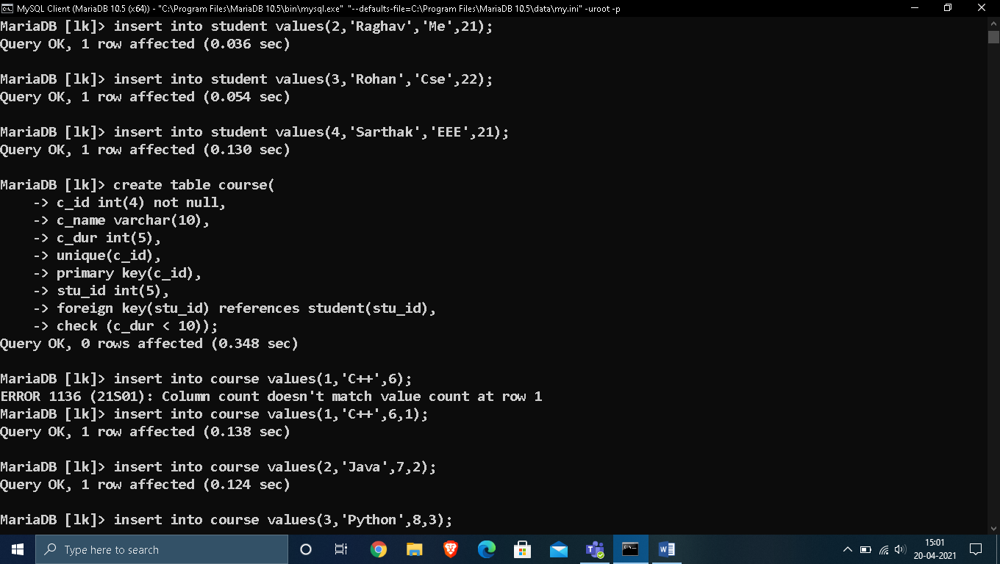 MySQL Client (MariaDB 10.5 (x64)) - "C:\Program Files\MariaDB 10.5\bin\mysql.exe" "--defaults-file=C:\Program Files\MariaDB 10.5\data\my.ini" -uroot -p
MariaDB [lk]> insert into student values(2,'Raghav','Me',21);
Query OK, 1 row affected (0.036 sec)
MariaDB [lk]> insert into student values(3,'Rohan','Cse',22);
Query OK, 1 row affected (0.054 sec)
MariaDB [lk]> insert into student values(4,'Sarthak','EEE',21);
Query OK, 1 row affected (0.130 sec)
MariaDB [lk]> create table course(
    -> c_id int(4) not null,
    -> c_name varchar(10),
    -> c_dur int(5),
    -> unique(c_id),
    -> primary key(c_id),
    -> stu_id int(5),
    -> foreign key(stu_id) references student(stu_id),
    -> check (c_dur < 10));
Query OK, 0 rows affected (0.348 sec)
MariaDB [lk]> insert into course values(1,'C++',6);
ERROR 1136 (21S01): Column count doesn't match value count at row 1
MariaDB [lk]> insert into course values(1,'C++',6,1);
Query OK, 1 row affected (0.138 sec)
MariaDB [lk]> insert into course values(2,'Java',7,2);
Query OK, 1 row affected (0.124 sec)
MariaDB [lk]> insert into course values(3,'Python',8,3);
Type here to search
15:01
20-04-2021